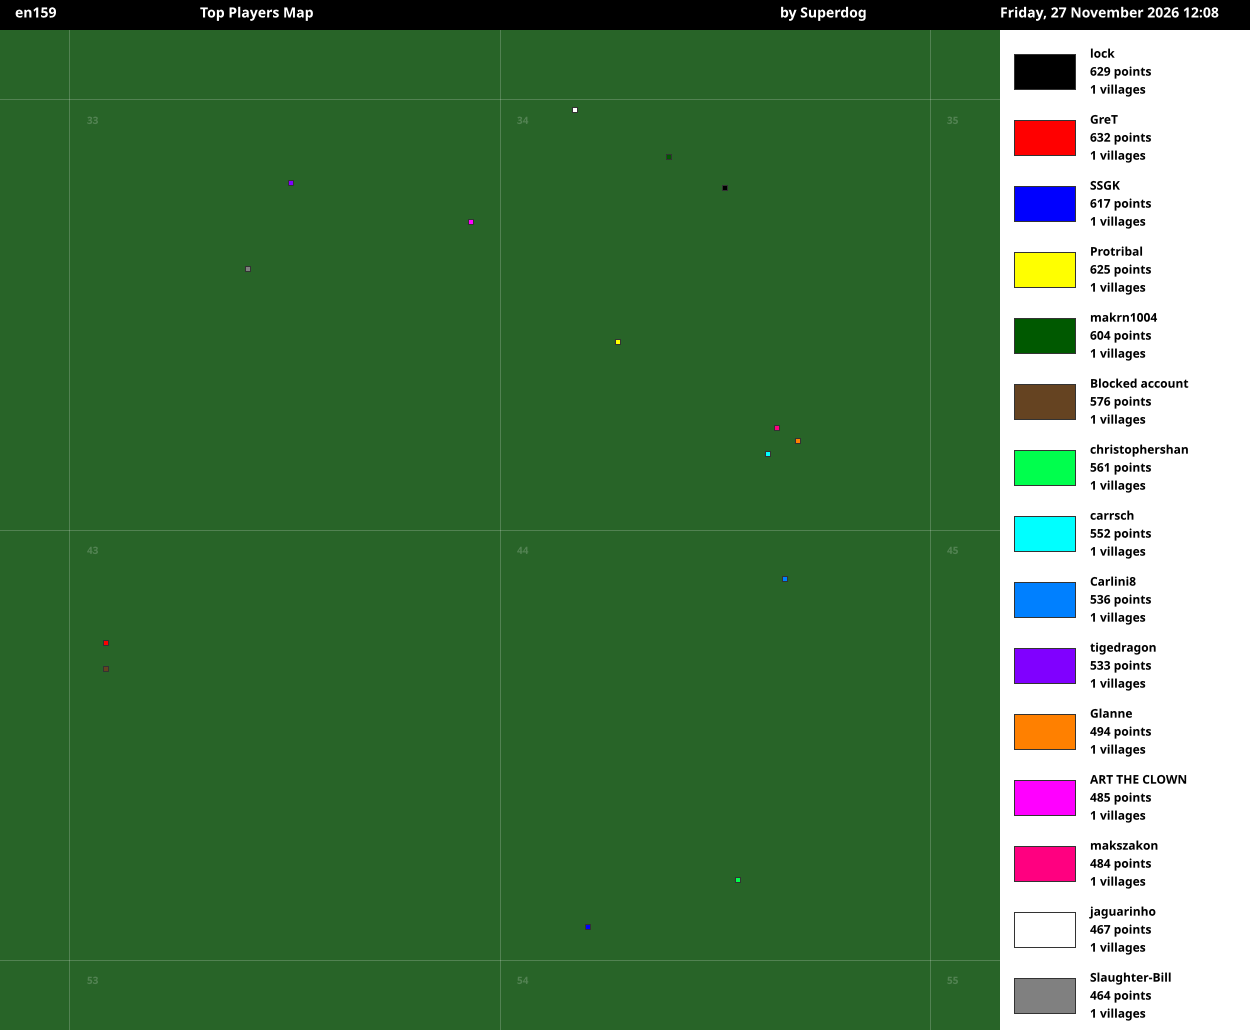 en159 Top Players Map by Superdog Friday, 27 November 2026 12:08
33 34 35
43 44 45
53 54 55
lock
629 points
1 villages
GreT
632 points
1 villages
SSGK
617 points
1 villages
Protribal
625 points
1 villages
makrn1004
604 points
1 villages
Blocked account
576 points
1 villages
christophershan
561 points
1 villages
carrsch
552 points
1 villages
Carlini8
536 points
1 villages
tigedragon
533 points
1 villages
Glanne
494 points
1 villages
ART THE CLOWN
485 points
1 villages
makszakon
484 points
1 villages
jaguarinho
467 points
1 villages
Slaughter-Bill
464 points
1 villages